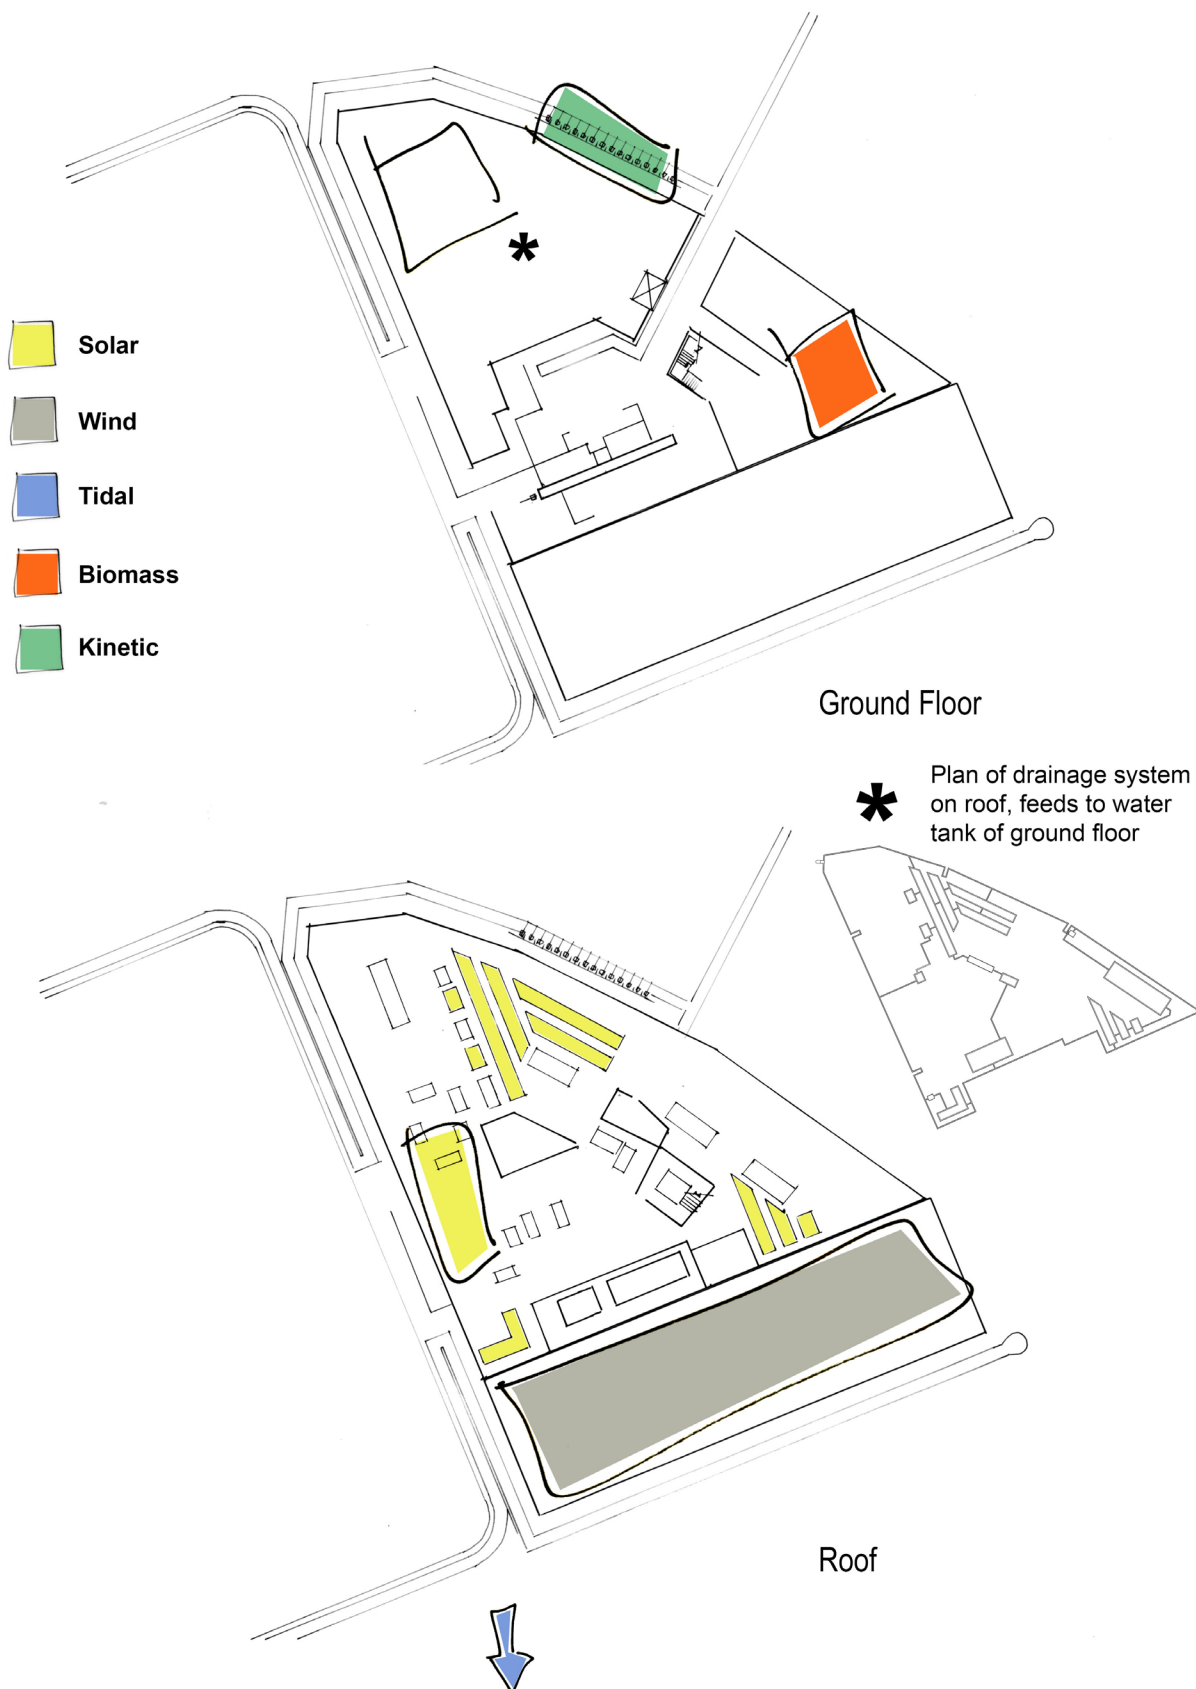 Solar
Wind
Tidal
Biomass
Kinetic
Ground Floor
* Plan of drainage system
on roof, feeds to water
tank of ground floor
Roof